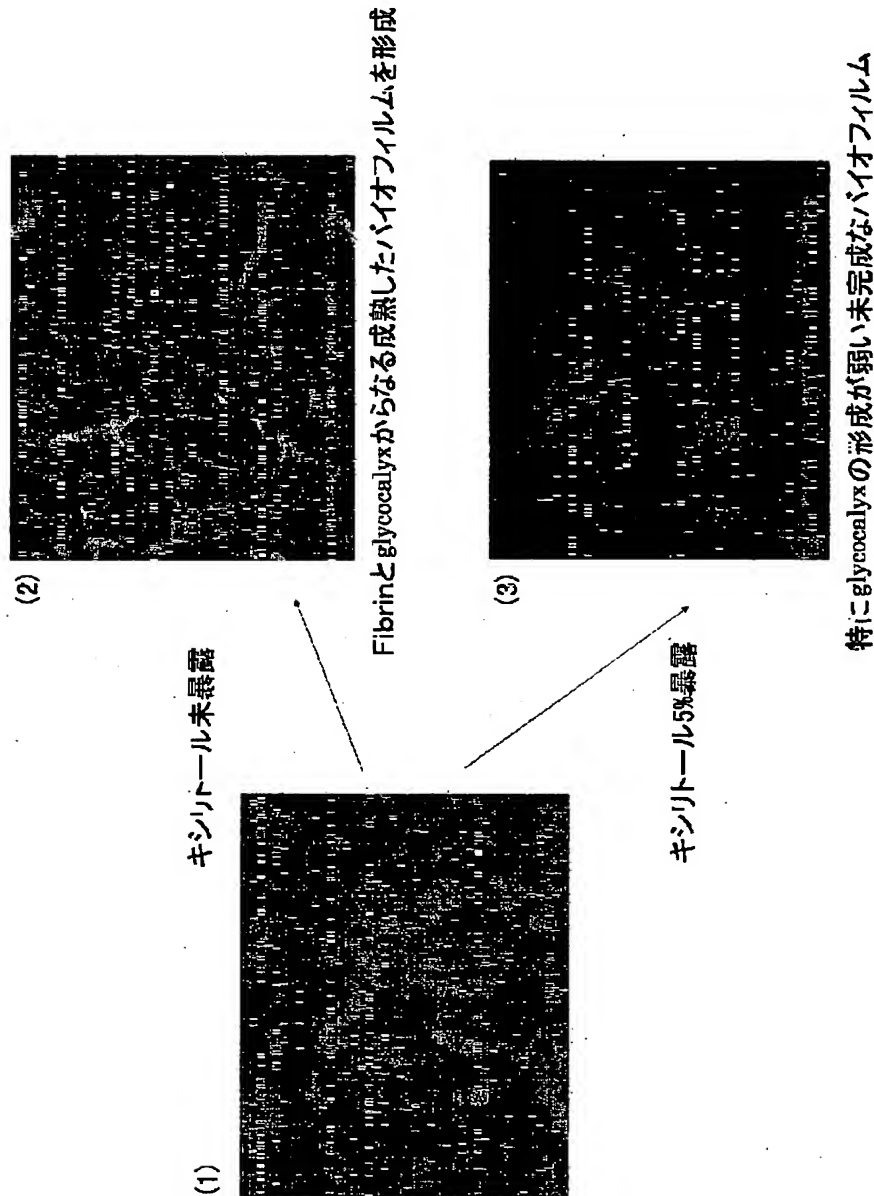 (1)
キシリトール未暴露
(2)
Fibrinとglycocalyxからなる成熟したバイオフィルムを形成
キシリトール5%暴露
(3)
特にglycocalyxの形成が弱い未完成なバイオフィルム